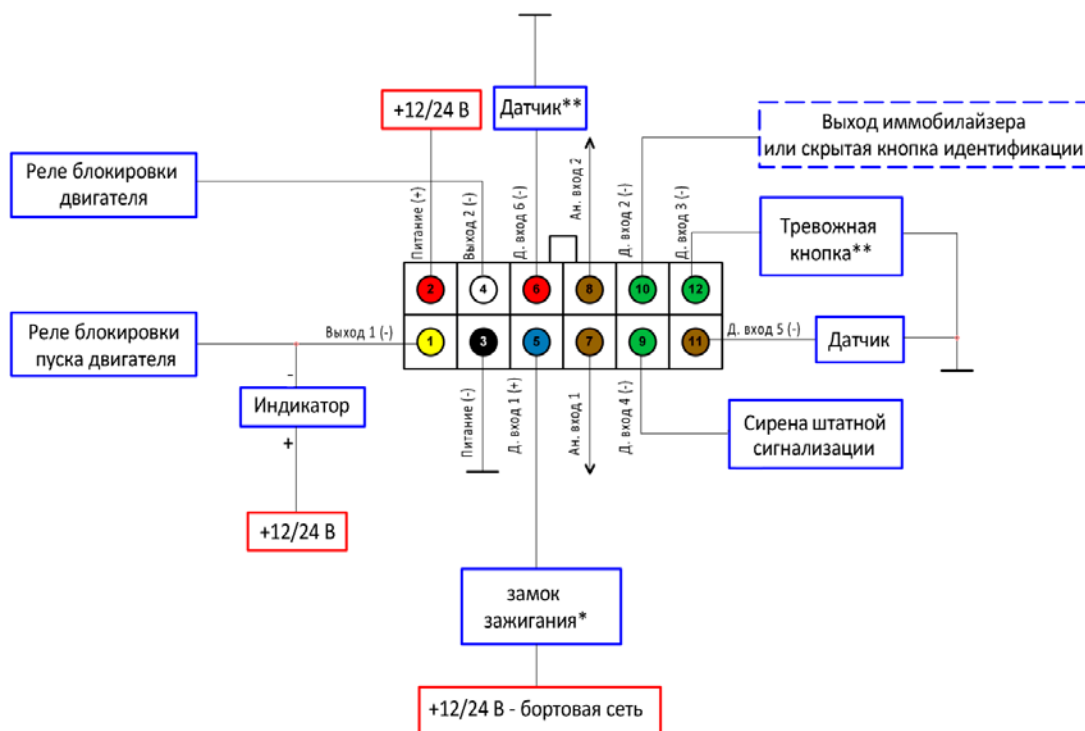 +12/24 В
Датчик**
Выход иммобилайзера
или скрытая кнопка идентификации
Реле блокировки
двигателя
Питание (+)
Выход 2 (-)
Д. вход 6 (-)
Ан. вход 2
Д. вход 2 (-)
Д. вход 3 (-)
Тревожная
кнопка**
2
4
6
8
10
12
Реле блокировки
пуска двигателя
Выход 1 (-)
1
3
5
7
9
11
Д. вход 5 (-)
Датчик
-
Индикатор
+
+12/24 В
Питание (-)
Д. вход 1 (+)
Ан. вход 1
Д. вход 4 (-)
Сирена штатной
сигнализации
замок
зажигания*
+12/24 В - бортовая сеть